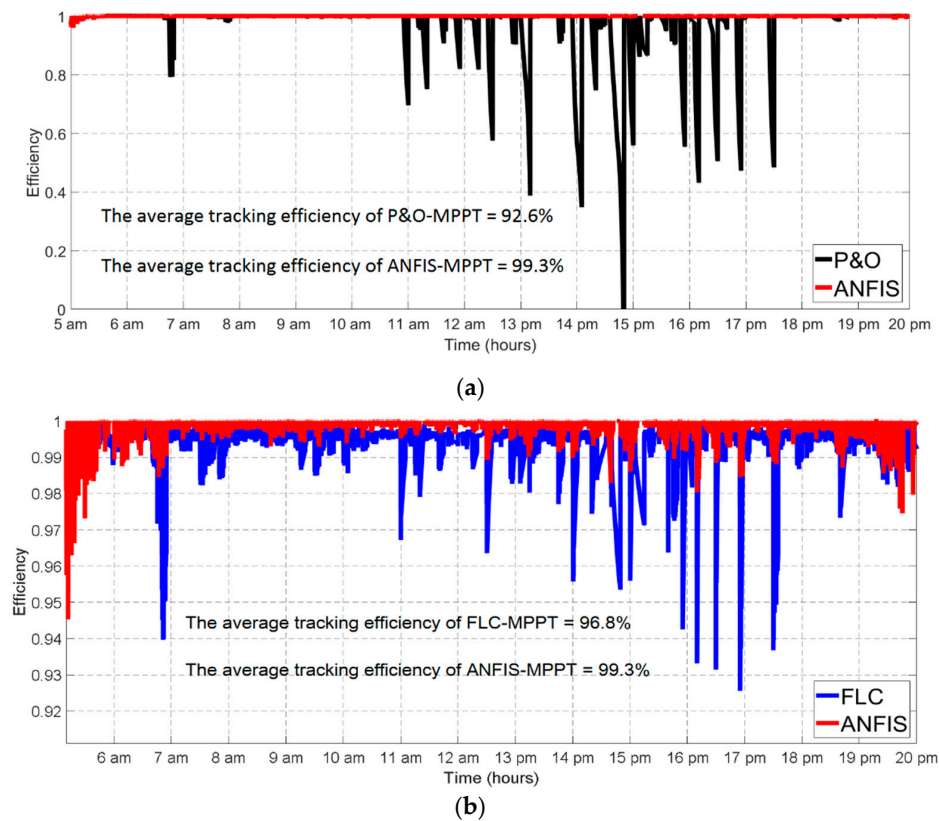 1
0.8
0.6
0.4
0.2
0
Efficiency
The average tracking efficiency of P&O-MPPT = 92.6%
The average tracking efficiency of ANFIS-MPPT = 99.3%
P&O
ANFIS
5 am 6 am 7 am 8 am 9 am 10 am 11 am 12 am 13 pm 14 pm 15 pm 16 pm 17 pm 18 pm 19 pm 20 pm
Time (hours)
(a)
1
0.99
0.98
0.97
0.96
0.95
0.94
0.93
0.92
Efficiency
The average tracking efficiency of FLC-MPPT = 96.8%
The average tracking efficiency of ANFIS-MPPT = 99.3%
FLC
ANFIS
6 am 7 am 8 am 9 am 10 am 11 am 12 am 13 pm 14 pm 15 pm 16 pm 17 pm 18 pm 19 pm 20 pm
Time (hours)
(b)